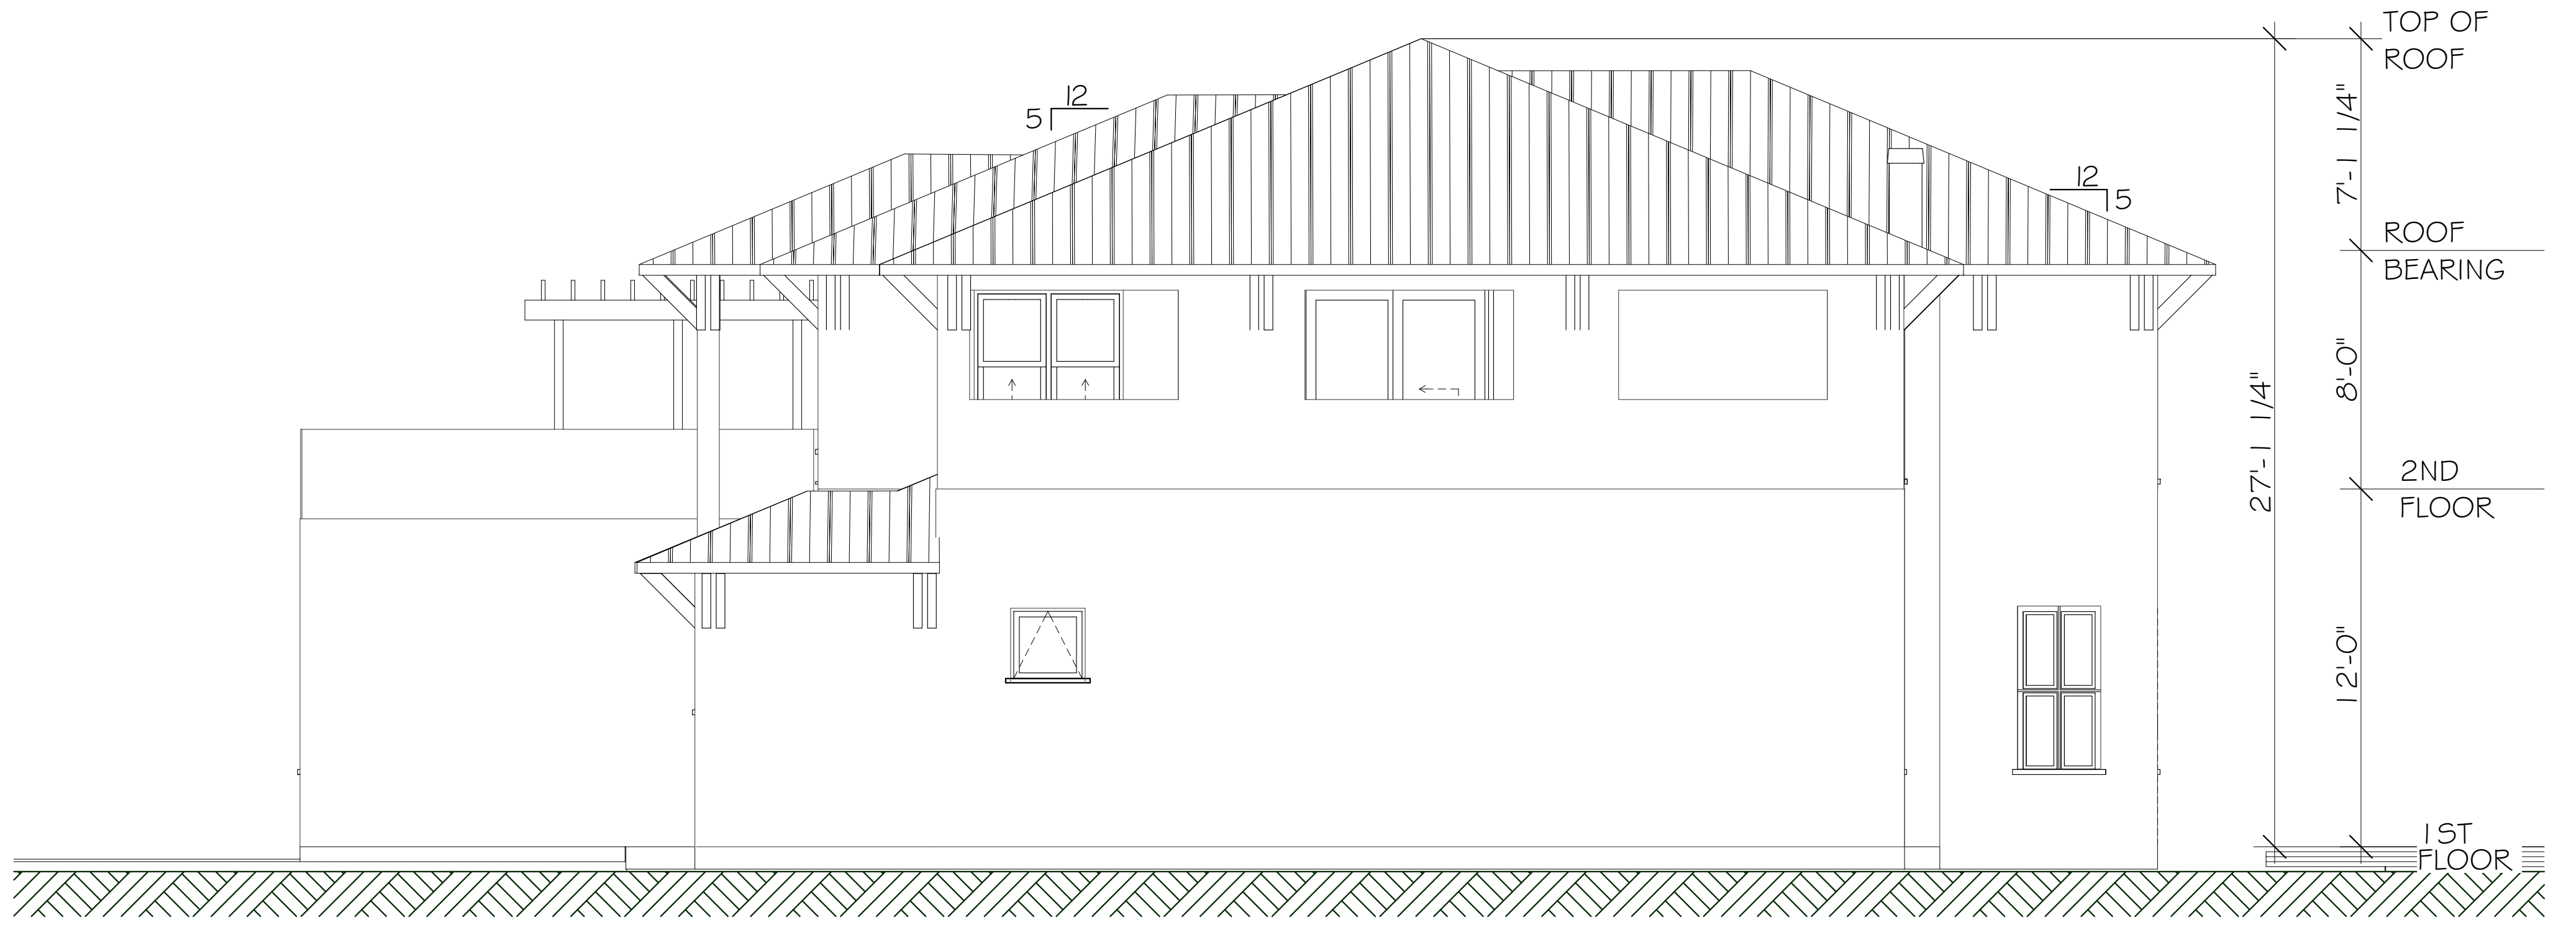 TOP OF
ROOF
12
5
7'-1 1/4"
12
5
ROOF
BEARING
8'-0"
27'-1 1/4"
2ND
FLOOR
12'-0"
1ST
FLOOR